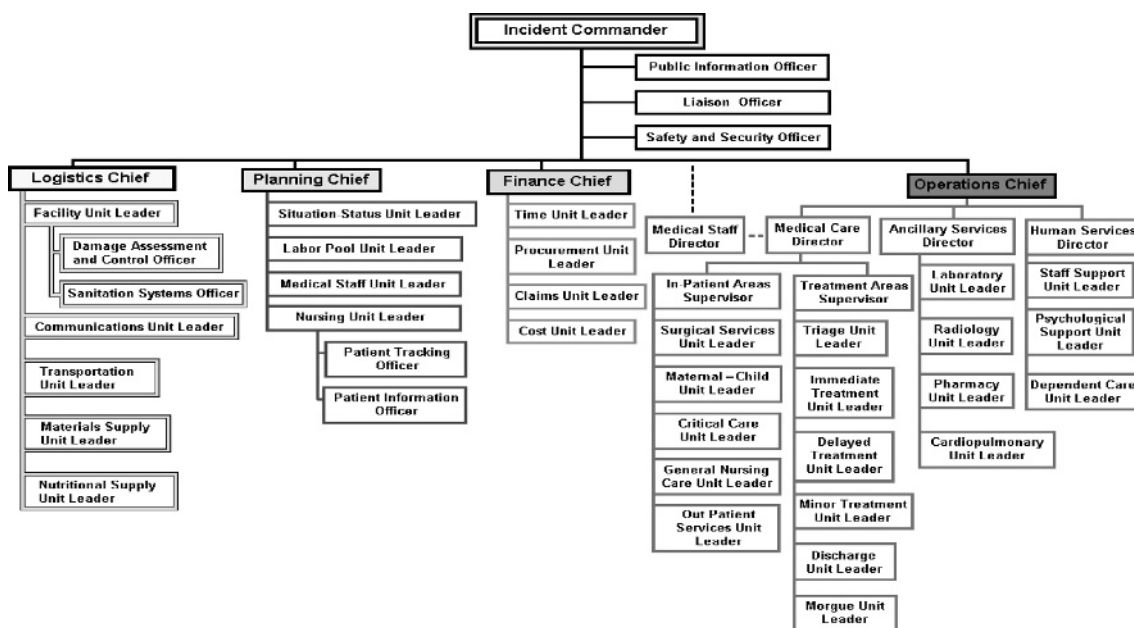 Incident Commander
Public Information Officer
Liaison Officer
Safety and Security Officer
Logistics Chief
Facility Unit Leader
Damage Assessment
and Control Officer
Sanitation Systems Officer
Communications Unit Leader
Transportation
Unit Leader
Materials Supply
Unit Leader
Nutritional Supply
Unit Leader
Planning Chief
Situation-Status Unit Leader
Labor Pool Unit Leader
Medical Staff Unit Leader
Nursing Unit Leader
Patient Tracking
Officer
Patient Information
Officer
Finance Chief
Time Unit Leader
Procurement Unit
Leader
Claims Unit Leader
Cost Unit Leader
Operations Chief
Medical Staff
Director
Medical Care
Director
In-Patient Areas
Supervisor
Surgical Services
Unit Leader
Maternal – Child
Unit Leader
Critical Care
Unit Leader
General Nursing
Care Unit Leader
Out Patient
Services Unit
Leader
Treatment Areas
Supervisor
Triage Unit
Leader
Immediate
Treatment
Unit Leader
Delayed
Treatment
Unit Leader
Minor Treatment
Unit Leader
Discharge
Unit Leader
Morgue Unit
Leader
Ancillary Services
Director
Laboratory
Unit Leader
Radiology
Unit Leader
Pharmacy
Unit Leader
Cardiopulmonary
Unit Leader
Human Services
Director
Staff Support
Unit Leader
Psychological
Support Unit
Leader
Dependent Care
Unit Leader